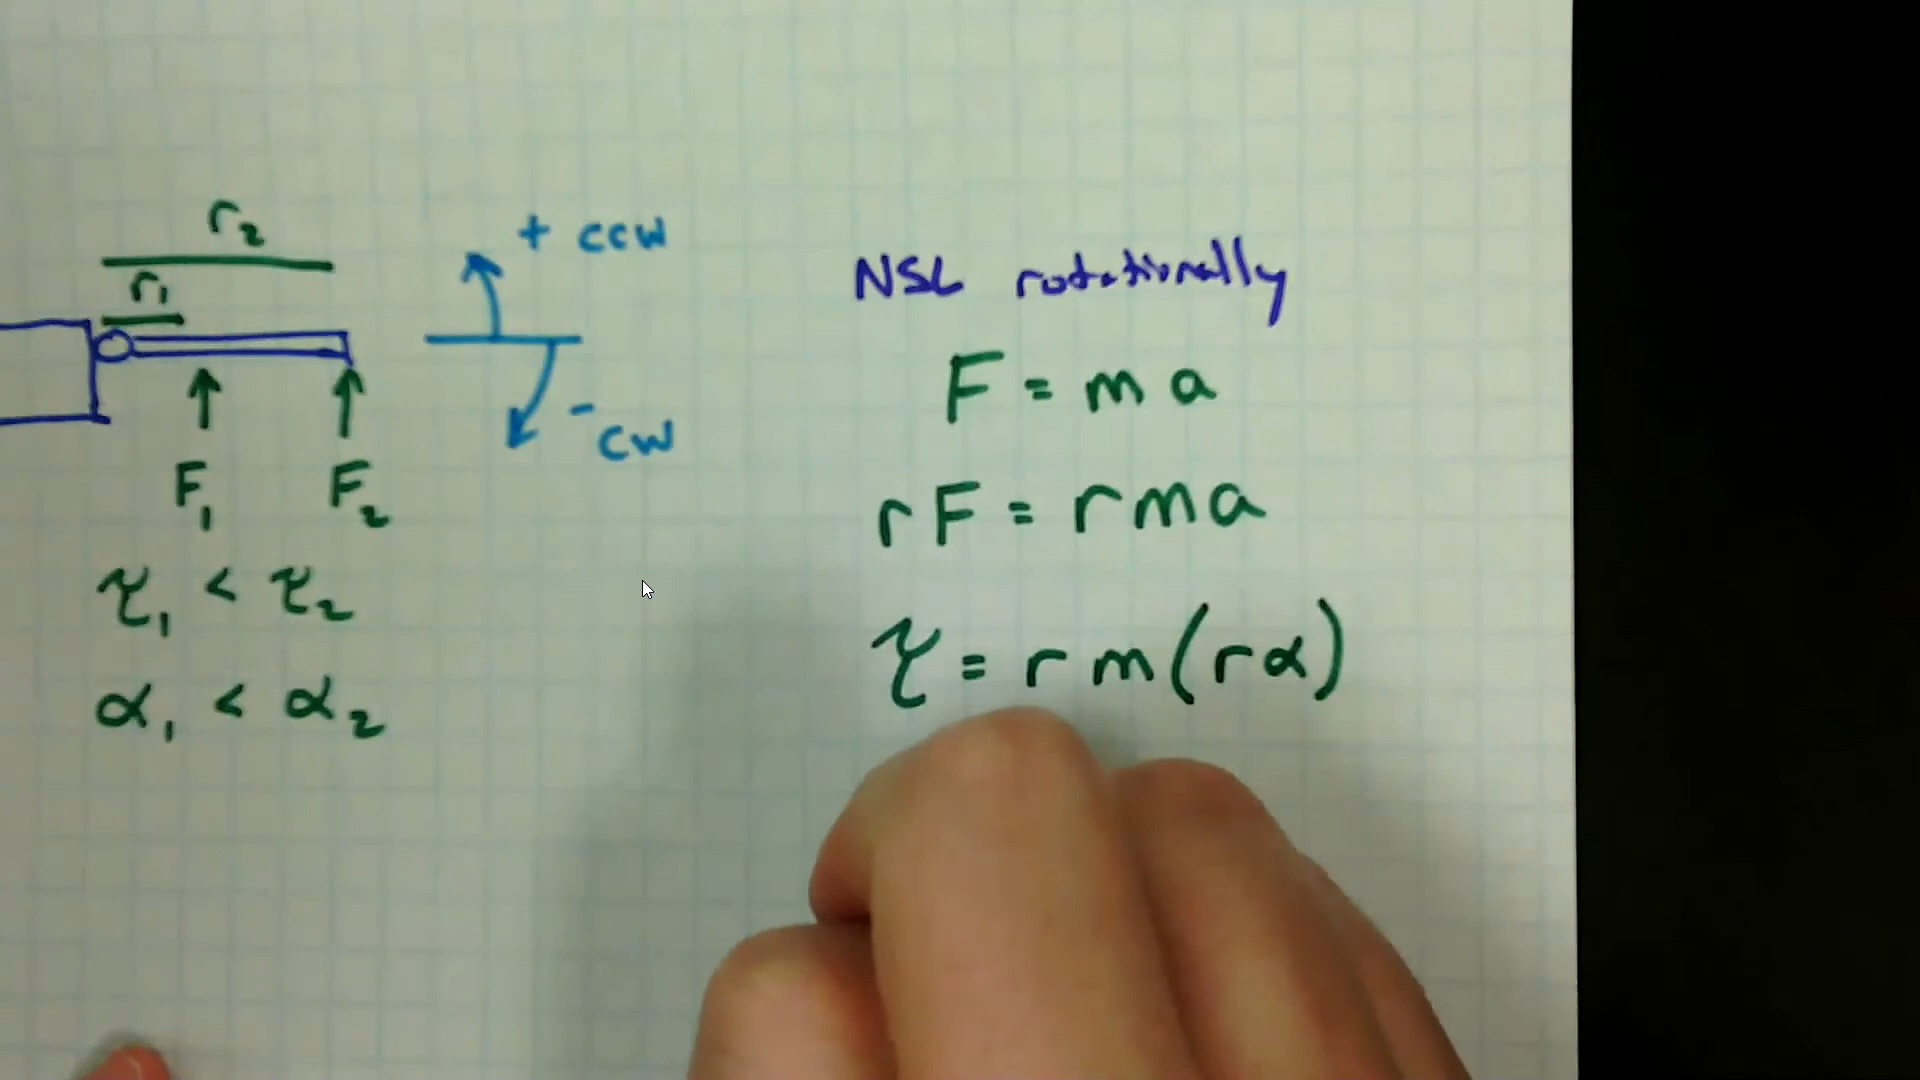 r₂
r₁
+ ccw
- cw
F₁ F₂
τ₁ < τ₂
α₁ < α₂
NSL rotationally
F = m a
r F = r m a
τ = r m (r α)